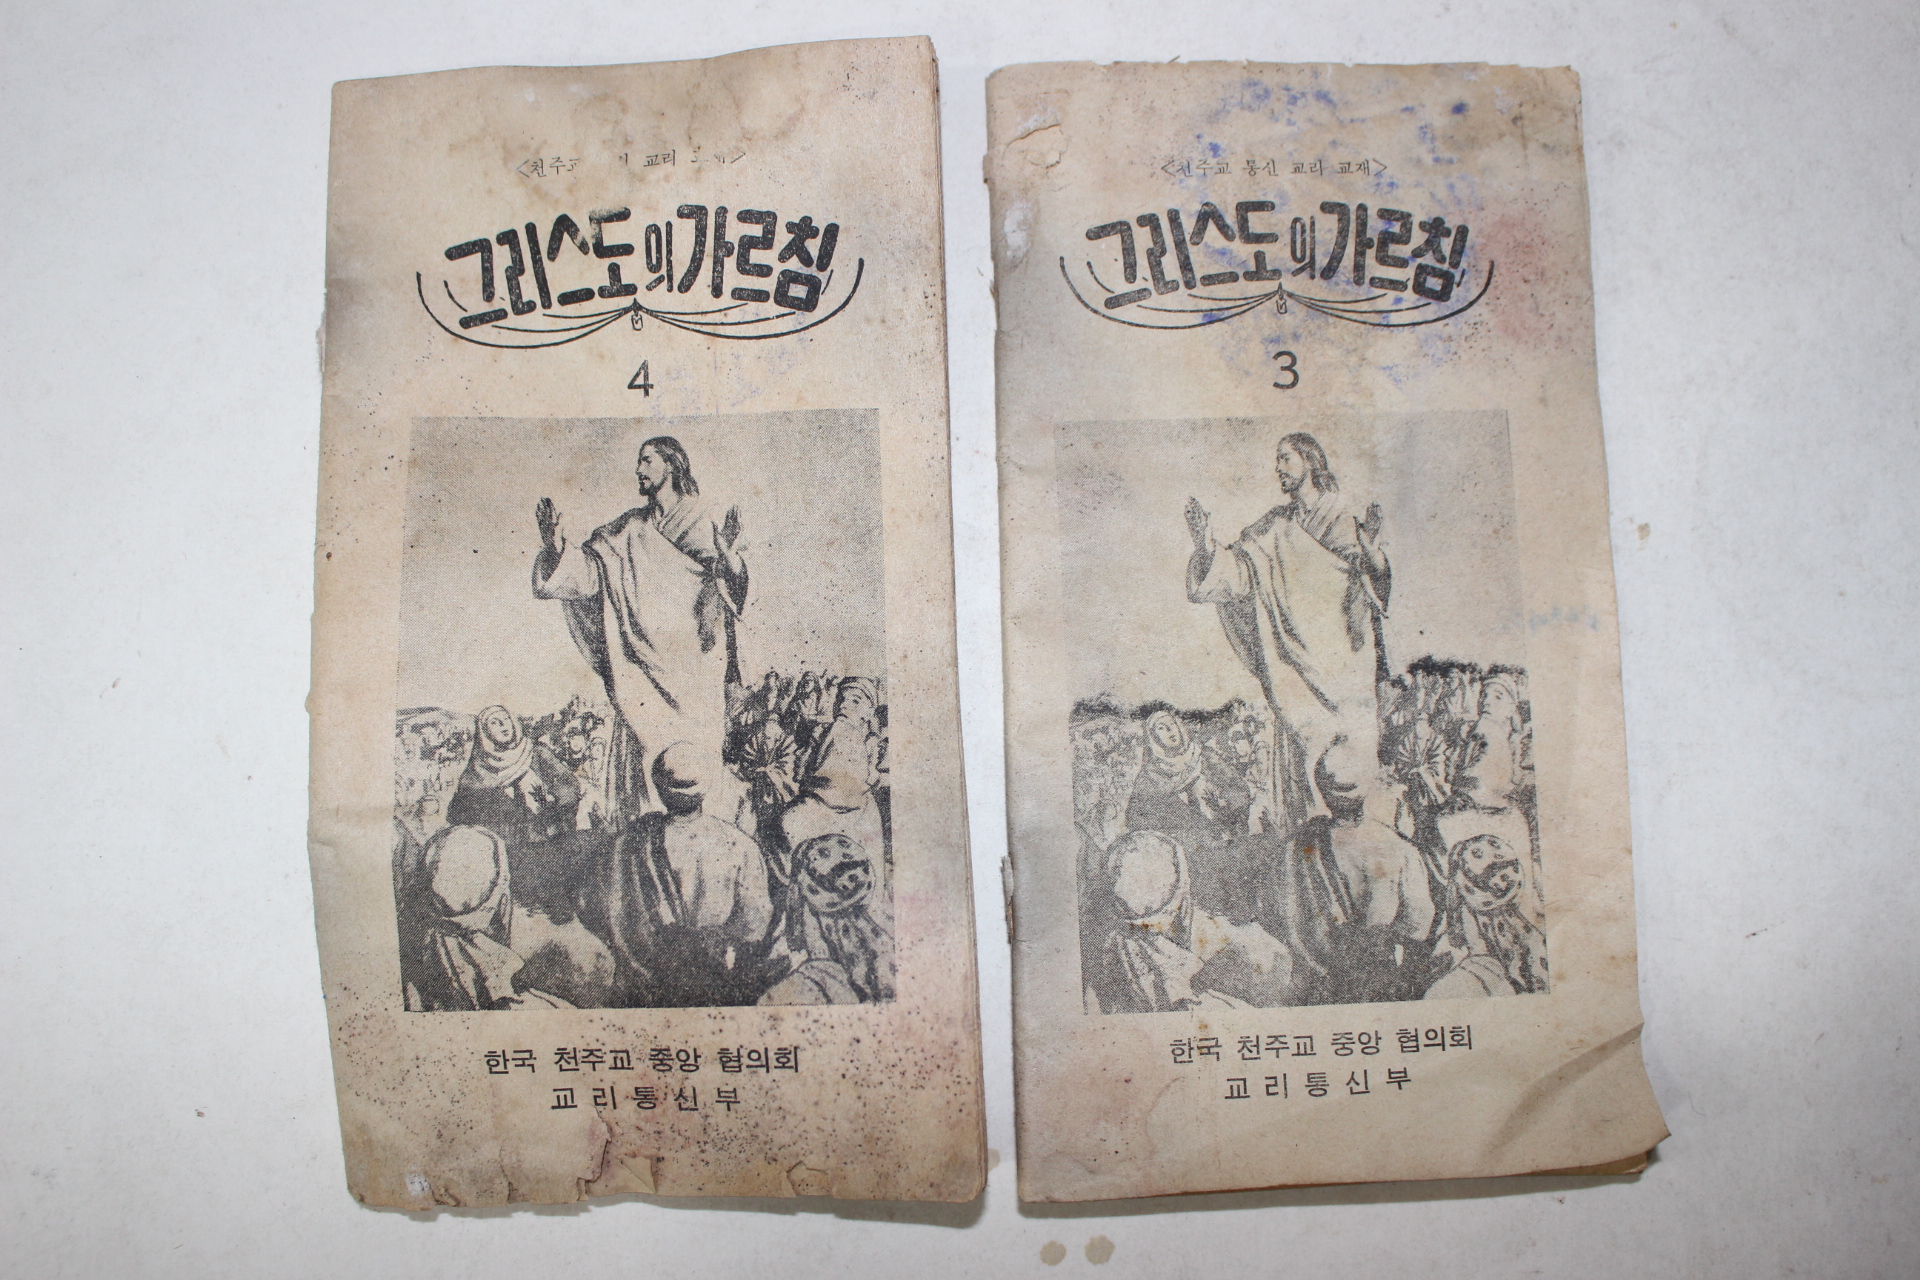 <천주교 교리
그리스도의 가르침
4
한국 천주교 중앙 협의회
교리통신부
<천주교 통신 교리 교재>
그리스도의 가르침
3
한국 천주교 중앙 협의회
교리통신부